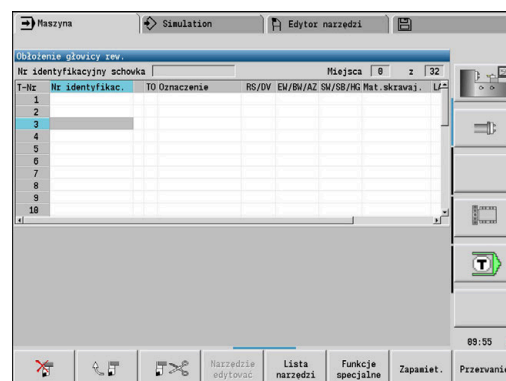 Maszyna Simulation Edytor narzędzi
Obłożenie głowicy rew.
Nr identyfikacyjny schowka Miejsca 0 z 32
T-Nr Nr identyfikac. TO Oznaczenie RS/DV EW/BW/AZ SW/SB/HG Mat.skrawaj.
1
2
3
4
5
6
7
8
9
10
T
09:55
Narzędzie edytować Lista narzędzi Funkcje specjalne Zapamiet. Przerwanie